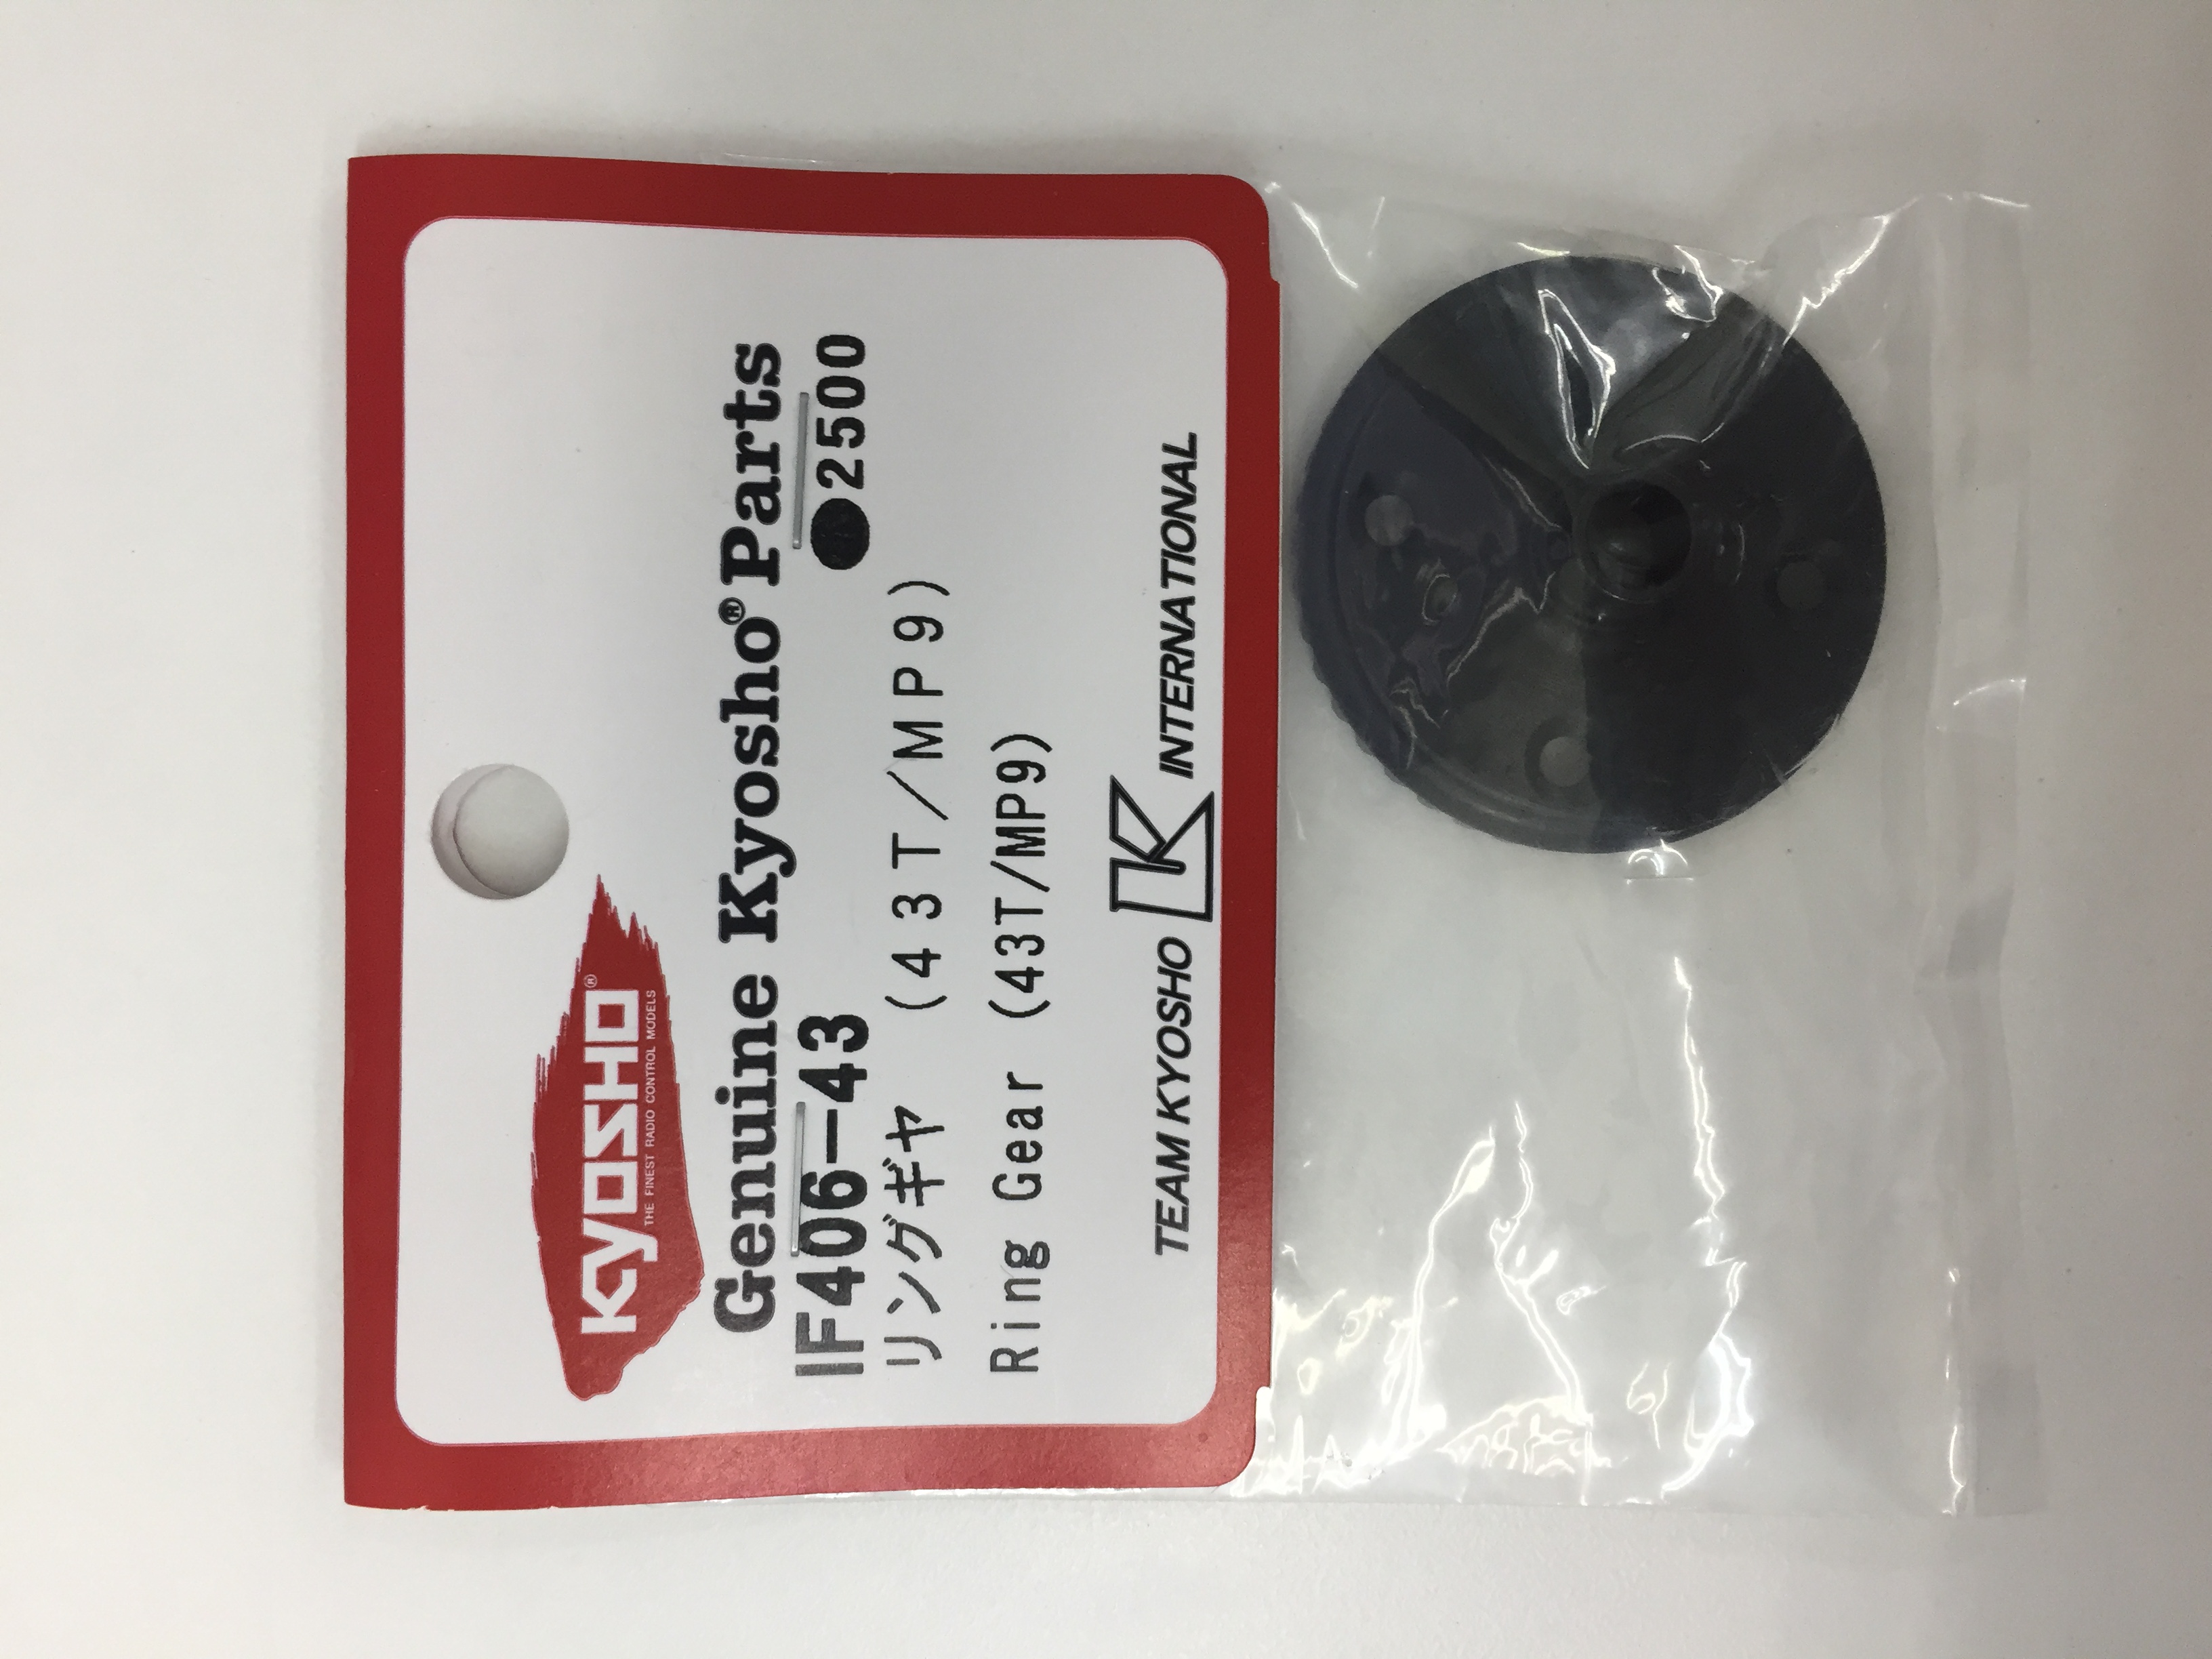 KYOSHO®
THE FINEST RADIO CONTROL MODELS
Genuine Kyosho® Parts
IF406-43 ●2500
リングギヤ （４３Ｔ／ＭＰ９）
Ring Gear (43T/MP9)
TEAM KYOSHO K INTERNATIONAL